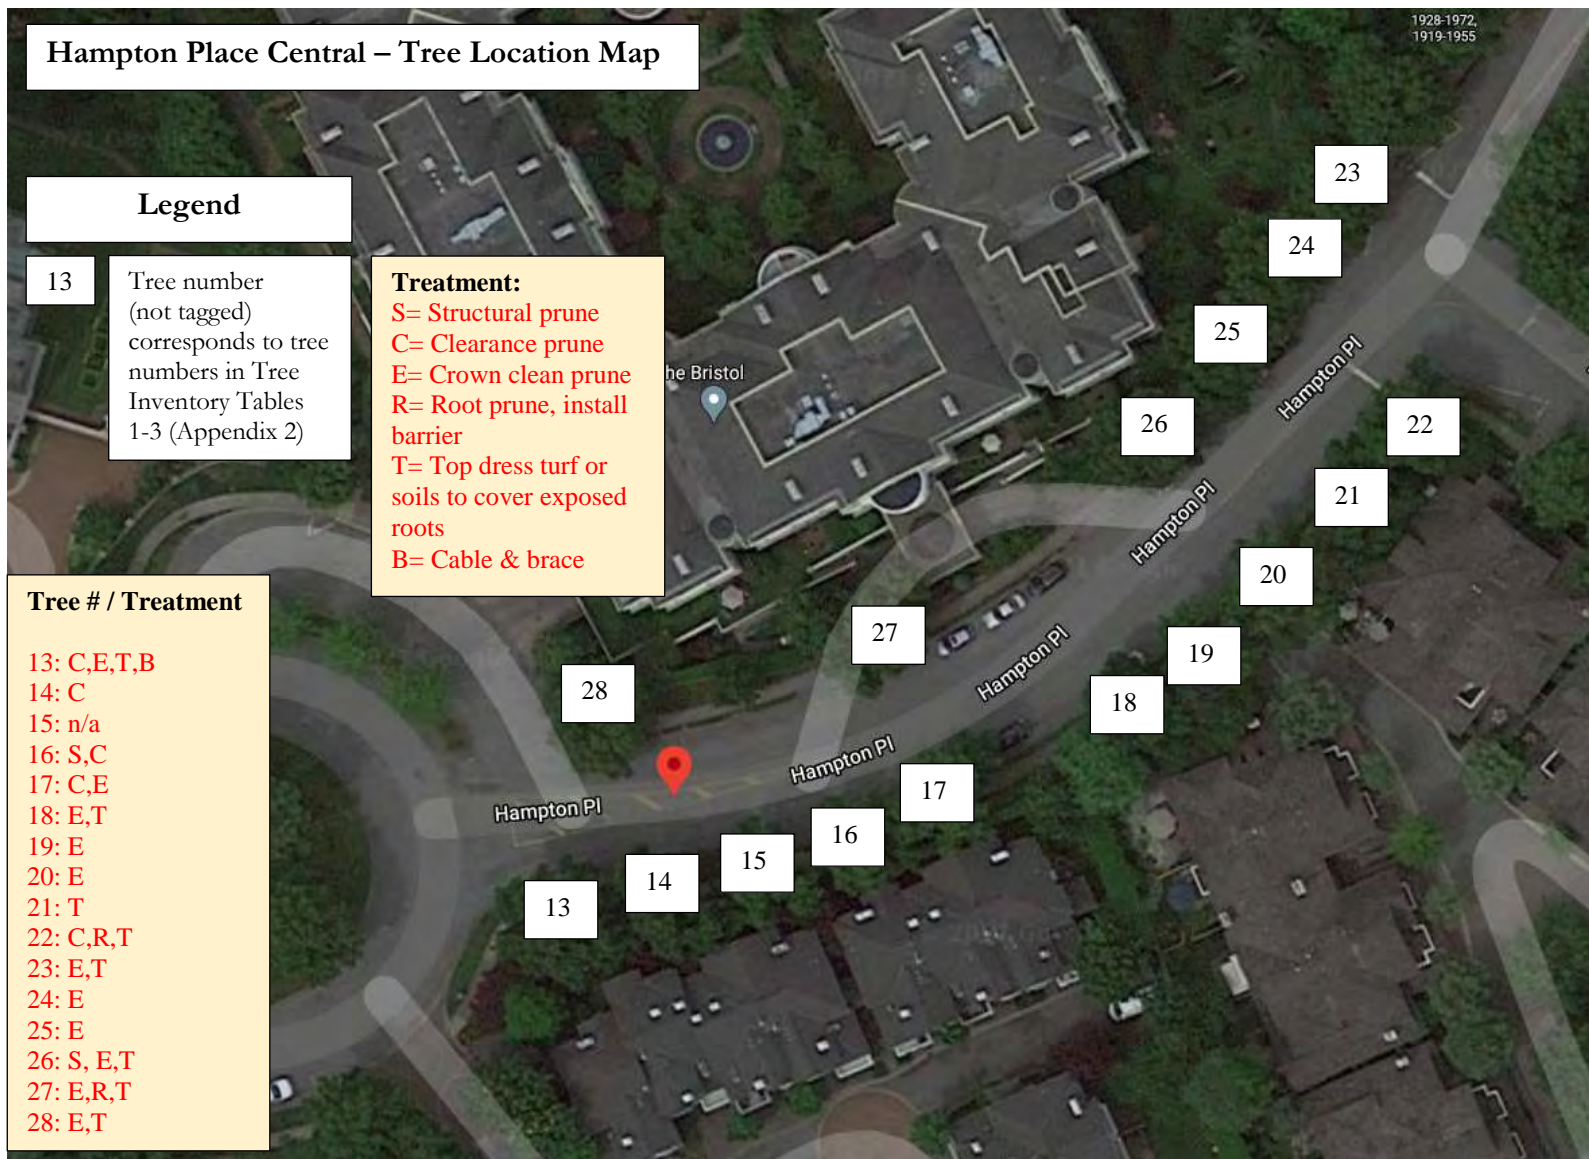 Hampton Place Central – Tree Location Map
1928-1972,
1919-1955
Legend
13
Tree number
(not tagged)
corresponds to tree
numbers in Tree
Inventory Tables
1-3 (Appendix 2)
Treatment:
S= Structural prune
C= Clearance prune
E= Crown clean prune
R= Root prune, install
barrier
T= Top dress turf or
soils to cover exposed
roots
B= Cable & brace
he Bristol
23
24
25
26
22
21
20
19
18
27
28
17
16
15
14
13
Hampton Pl
Hampton Pl
Hampton Pl
Hampton Pl
Hampton Pl
Tree # / Treatment
13: C,E,T,B
14: C
15: n/a
16: S,C
17: C,E
18: E,T
19: E
20: E
21: T
22: C,R,T
23: E,T
24: E
25: E
26: S, E,T
27: E,R,T
28: E,T